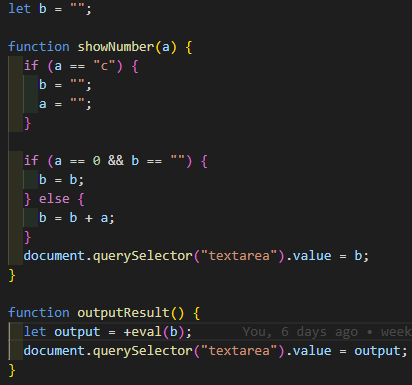 let b = "";
function showNumber(a) {
if (a == "c") {
b = "";
a = "";
}
if (a == 0 && b == "") {
b = b;
} else {
b = b + a;
}
document.querySelector("textarea").value = b;
}
function outputResult() {
let output = +eval(b); You, 6 days ago • week
document.querySelector("textarea").value = output;
}